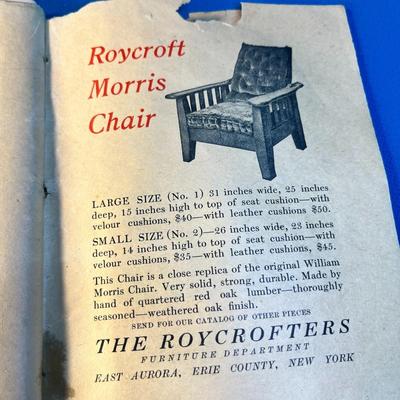 Roycroft
Morris
Chair
LARGE SIZE (No. 1) 31 inches wide, 25 inches
deep, 15 inches high to top of seat cushion—with
velour cushions, $40—with leather cushions $50.
SMALL SIZE (No. 2)—26 inches wide, 23 inches
deep, 14 inches high to top of seat cushion—with
velour cushions, $35—with leather cushions, $45.
This Chair is a close replica of the original William
Morris Chair. Very solid, strong, durable. Made by
hand of quartered red oak lumber—thoroughly
seasoned—weathered oak finish.
SEND FOR OUR CATALOG OF OTHER PIECES
THE ROYCROFTERS
FURNITURE DEPARTMENT
EAST AURORA, ERIE COUNTY, NEW YORK